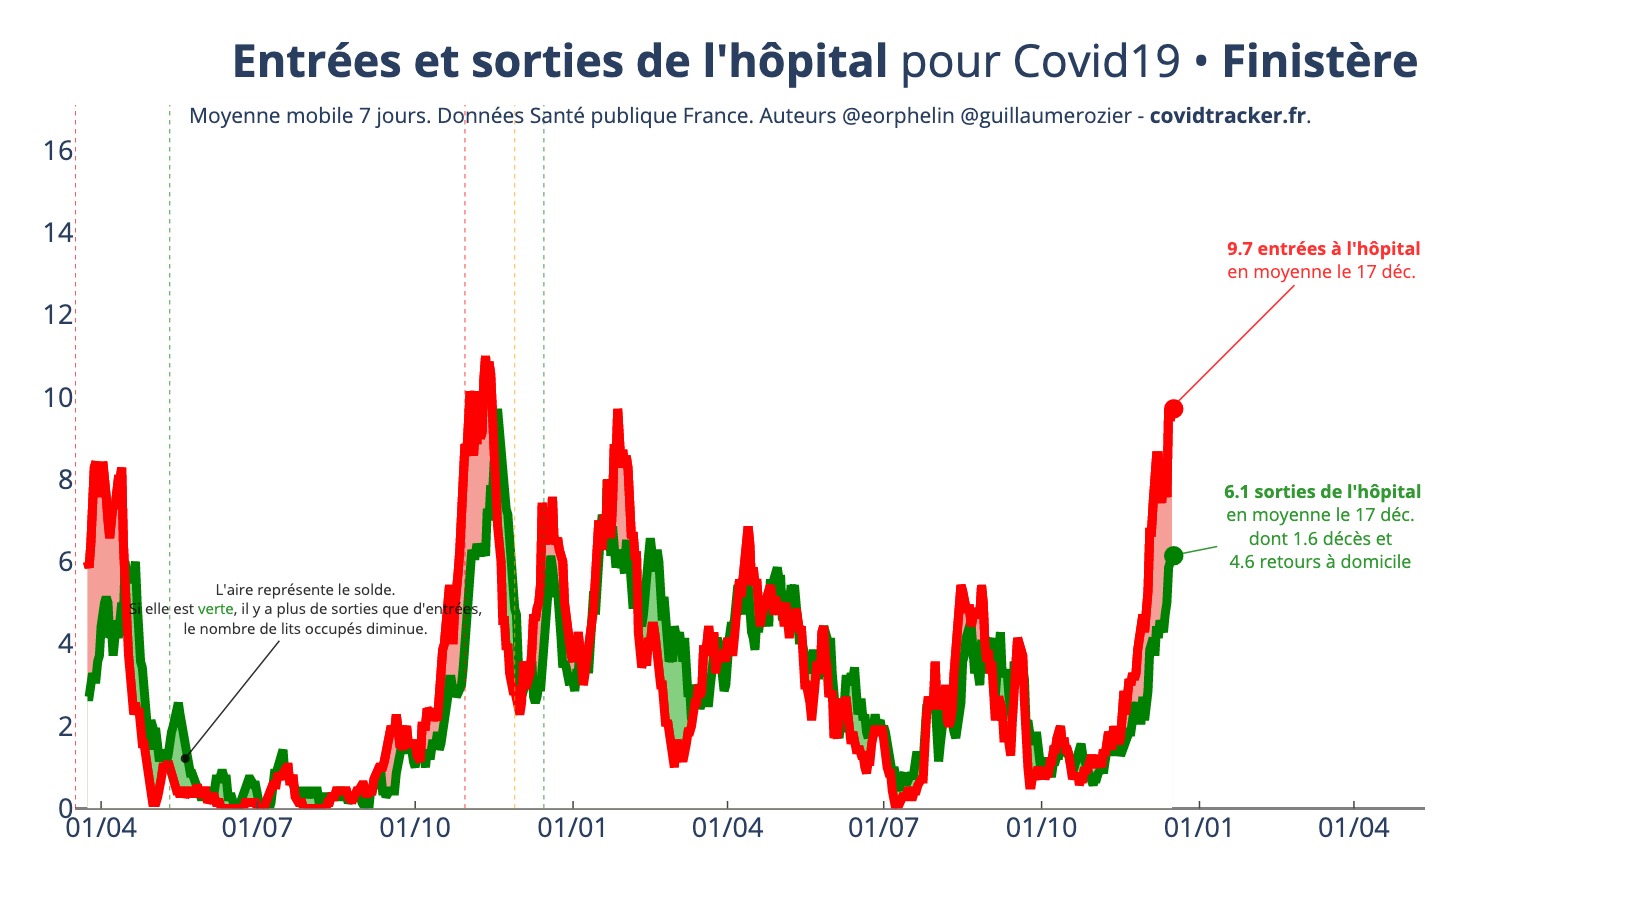 Entrées et sorties de l'hôpital pour Covid19 • Finistère
Moyenne mobile 7 jours. Données Santé publique France. Auteurs @eorphelin @guillaumerozier - covidtracker.fr.
16
14
9.7 entrées à l'hôpital
en moyenne le 17 déc.
12
10
8
6.1 sorties de l'hôpital
en moyenne le 17 déc.
dont 1.6 décès et
4.6 retours à domicile
6
L'aire représente le solde.
Si elle est verte, il y a plus de sorties que d'entrées,
le nombre de lits occupés diminue.
4
2
0
01/04 01/07 01/10 01/01 01/04 01/07 01/10 01/01 01/04